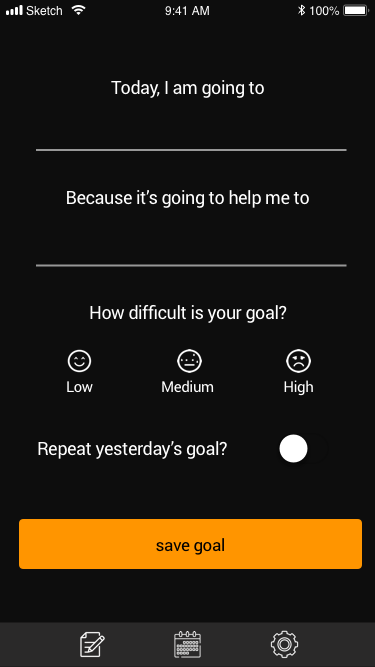 Sketch 9:41 AM 100%
Today, I am going to
Because it’s going to help me to
How difficult is your goal?
Low Medium High
Repeat yesterday’s goal?
save goal